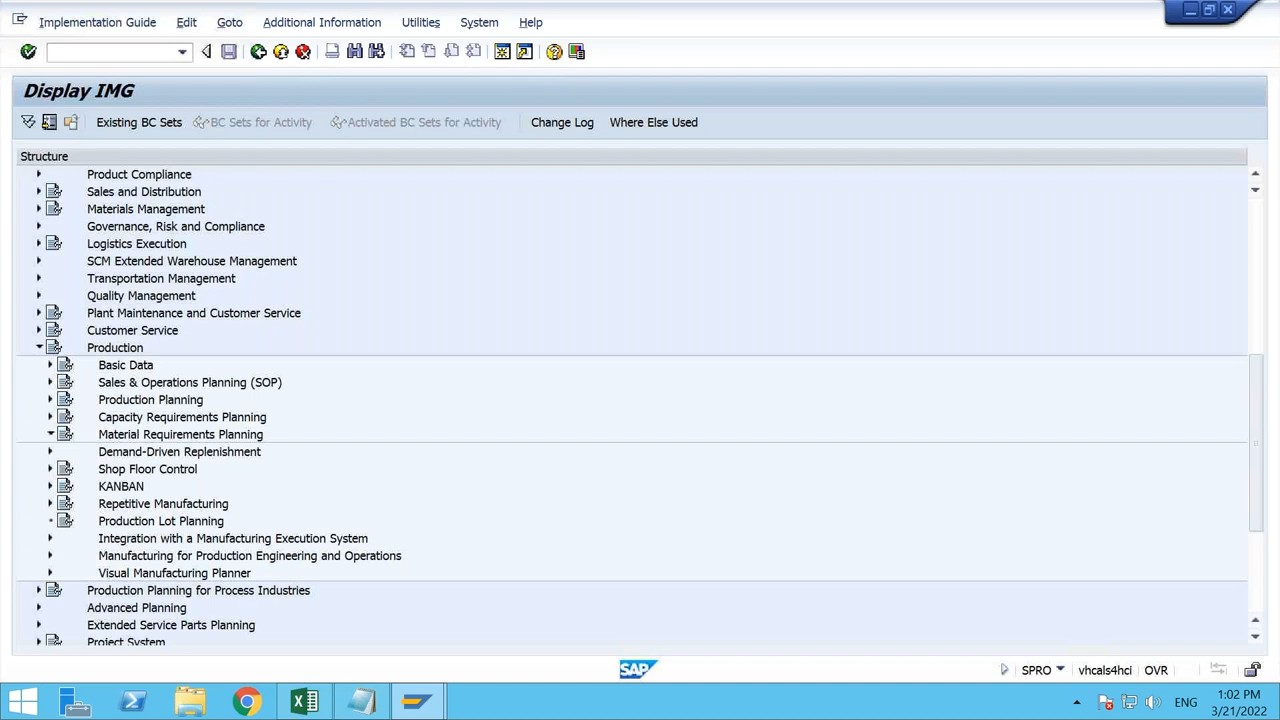 Implementation Guide Edit Goto Additional Information Utilities System Help
Display IMG
Existing BC Sets BC Sets for Activity Activated BC Sets for Activity Change Log Where Else Used
Structure
Product Compliance
Sales and Distribution
Materials Management
Governance, Risk and Compliance
Logistics Execution
SCM Extended Warehouse Management
Transportation Management
Quality Management
Plant Maintenance and Customer Service
Customer Service
Production
Basic Data
Sales & Operations Planning (SOP)
Production Planning
Capacity Requirements Planning
Material Requirements Planning
Demand-Driven Replenishment
Shop Floor Control
KANBAN
Repetitive Manufacturing
Production Lot Planning
Integration with a Manufacturing Execution System
Manufacturing for Production Engineering and Operations
Visual Manufacturing Planner
Production Planning for Process Industries
Advanced Planning
Extended Service Parts Planning
Project System
SAP SPRO vhcals4hci OVR
ENG 1:02 PM
3/21/2022